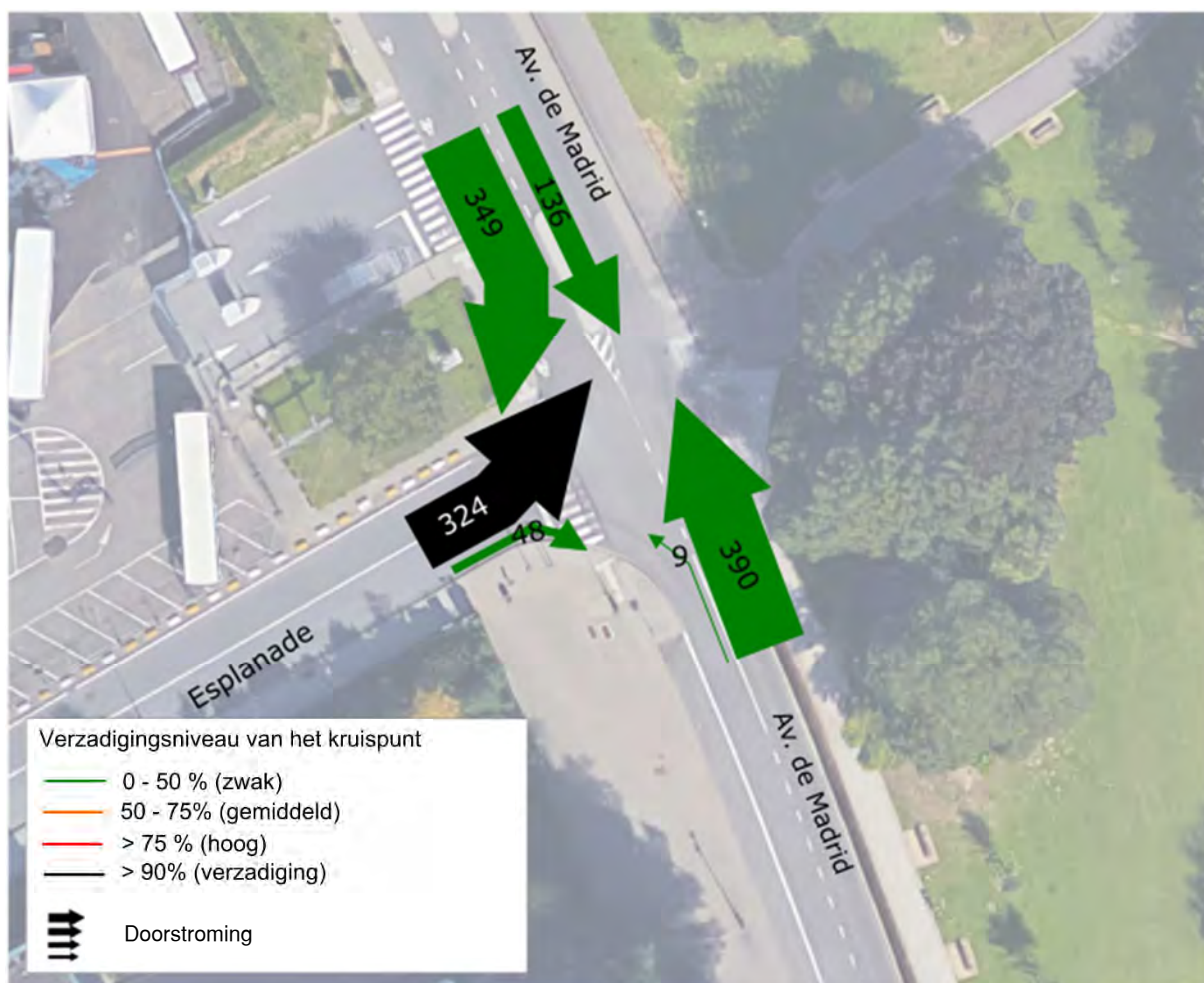 Av. de Madrid
349
136
324
48
9
390
Esplanade
Av. de Madrid
Verzadigingsniveau van het kruispunt
0 - 50 % (zwak)
50 - 75% (gemiddeld)
> 75 % (hoog)
> 90% (verzadiging)
Doorstroming